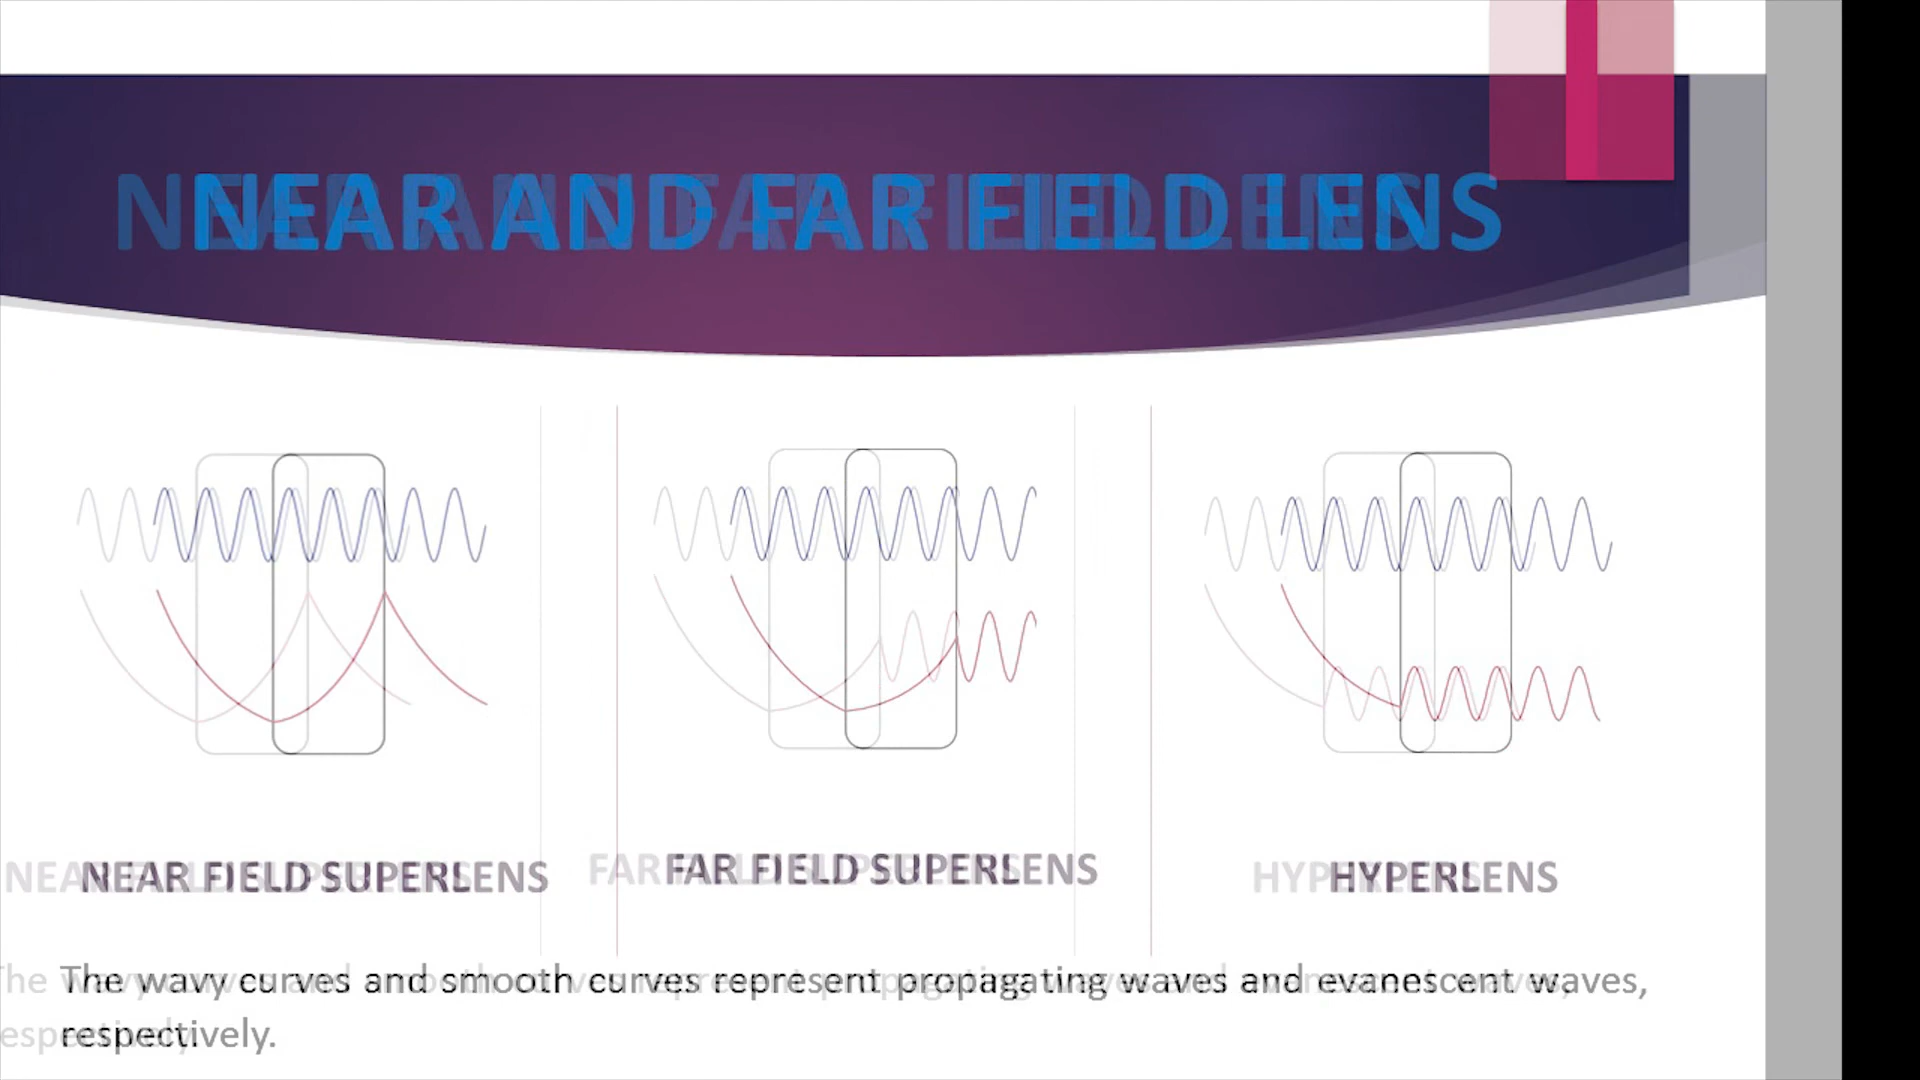 NEAR AND FAR FIELD LENS
NEAR FIELD SUPERLENS
FAR FIELD SUPERLENS
HYPERLENS
The wavy curves and smooth curves represent propagating waves and evanescent waves,
respectively.